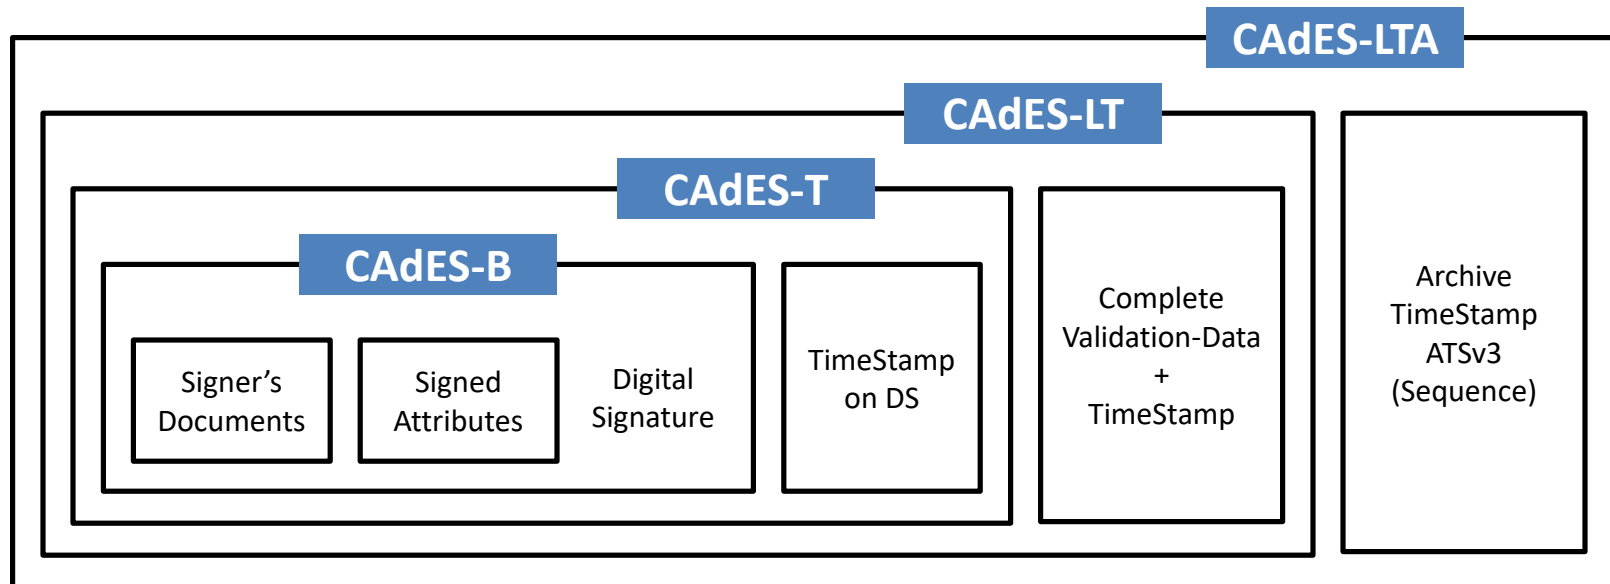 CAdES-LTA
CAdES-LT
CAdES-T
CAdES-B
Signer’s
Documents
Signed
Attributes
Digital
Signature
TimeStamp
on DS
Complete
Validation-Data
+
TimeStamp
Archive
TimeStamp
ATSv3
(Sequence)